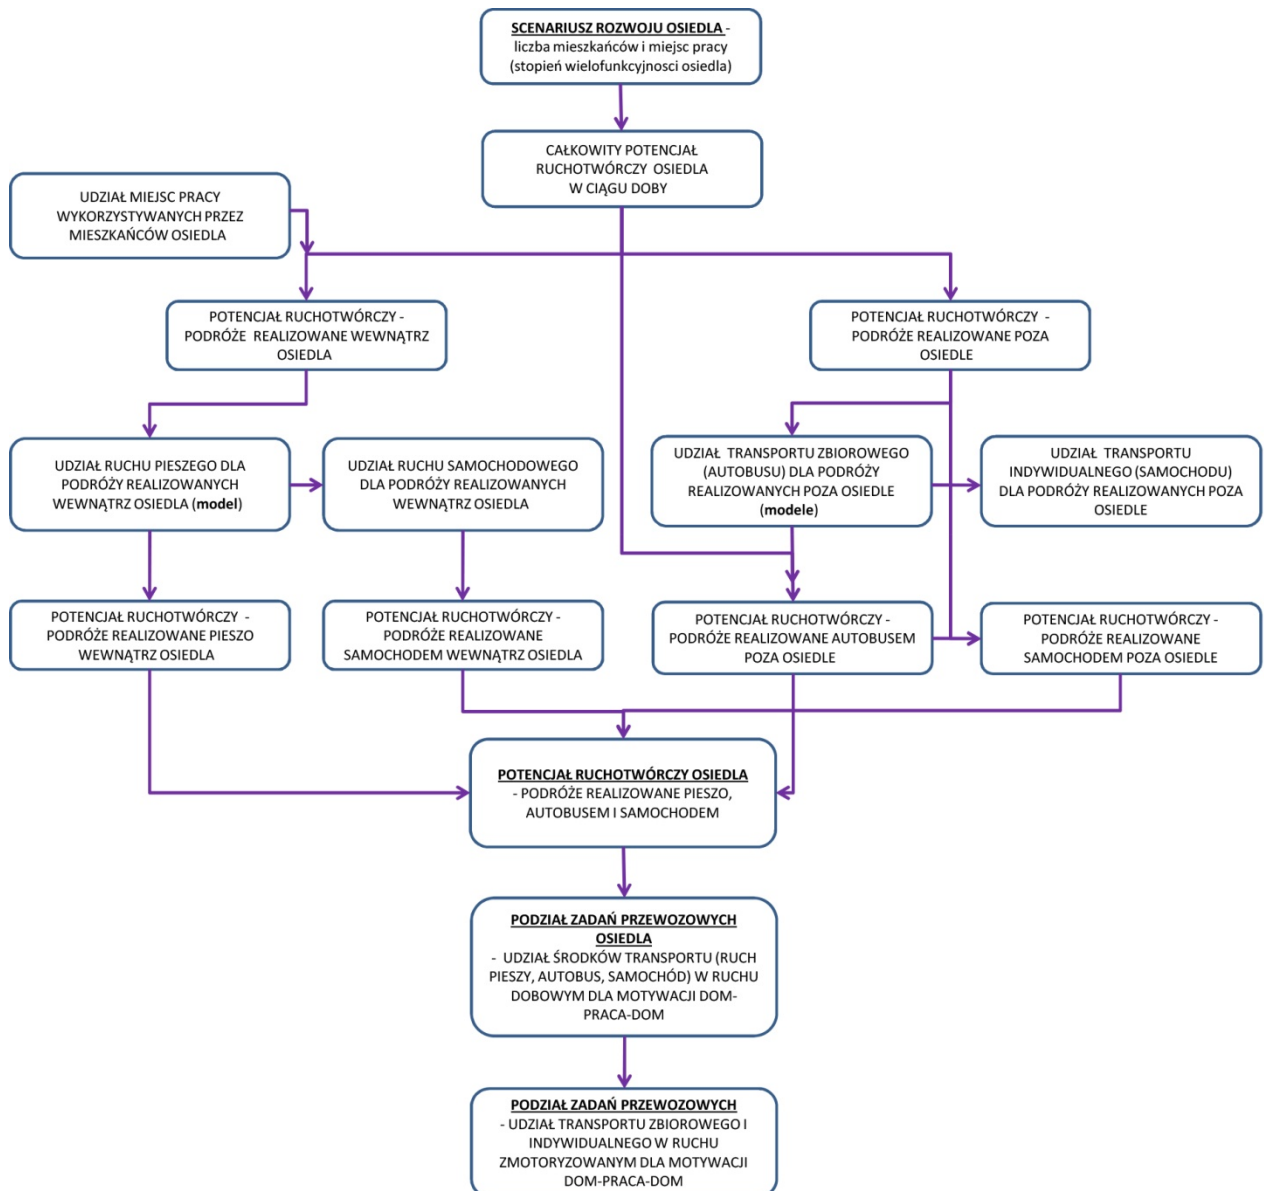 SCENARIUSZ ROZWOJU OSIEDLA -
liczba mieszkańców i miejsc pracy
(stopień wielofunkcyjnosci osiedla)
CAŁKOWITY POTENCJAŁ
RUCHOTWÓRCZY OSIEDLA
W CIĄGU DOBY
UDZIAŁ MIEJSC PRACY
WYKORZYSTYWANYCH PRZEZ
MIESZKAŃCÓW OSIEDLA
POTENCJAŁ RUCHOTWÓRCZY -
PODRÓŻE REALIZOWANE WEWNĄTRZ
OSIEDLA
POTENCJAŁ RUCHOTWÓRCZY -
PODRÓŻE REALIZOWANE POZA
OSIEDLE
UDZIAŁ RUCHU PIESZEGO DLA
PODRÓŻY REALIZOWANYCH
WEWNĄTRZ OSIEDLA (model)
UDZIAŁ RUCHU SAMOCHODOWEGO
DLA PODRÓŻY REALIZOWANYCH
WEWNĄTRZ OSIEDLA
UDZIAŁ TRANSPORTU ZBIOROWEGO
(AUTOBUSU) DLA PODRÓŻY
REALIZOWANYCH POZA OSIEDLE
(modele)
UDZIAŁ TRANSPORTU
INDYWIDUALNEGO (SAMOCHODU)
DLA PODRÓŻY REALIZOWANYCH POZA
OSIEDLE
POTENCJAŁ RUCHOTWÓRCZY -
PODRÓŻE REALIZOWANE PIESZO
WEWNĄTRZ OSIEDLA
POTENCJAŁ RUCHOTWÓRCZY -
PODRÓŻE REALIZOWANE
SAMOCHODEM WEWNĄTRZ OSIEDLA
POTENCJAŁ RUCHOTWÓRCZY -
PODRÓŻE REALIZOWANE AUTOBUSEM
POZA OSIEDLE
POTENCJAŁ RUCHOTWÓRCZY -
PODRÓŻE REALIZOWANE
SAMOCHODEM POZA OSIEDLE
POTENCJAŁ RUCHOTWÓRCZY OSIEDLA
- PODRÓŻE REALIZOWANE PIESZO,
AUTOBUSEM I SAMOCHODEM
PODZIAŁ ZADAŃ PRZEWOZOWYCH
OSIEDLA
- UDZIAŁ ŚRODKÓW TRANSPORTU (RUCH
PIESZY, AUTOBUS, SAMOCHÓD) W RUCHU
DOBOWYM DLA MOTYWACJI DOM-
PRACA-DOM
PODZIAŁ ZADAŃ PRZEWOZOWYCH
- UDZIAŁ TRANSPORTU ZBIOROWEGO I
INDYWIDUALNEGO W RUCHU
ZMOTORYZOWANYM DLA MOTYWACJI
DOM-PRACA-DOM